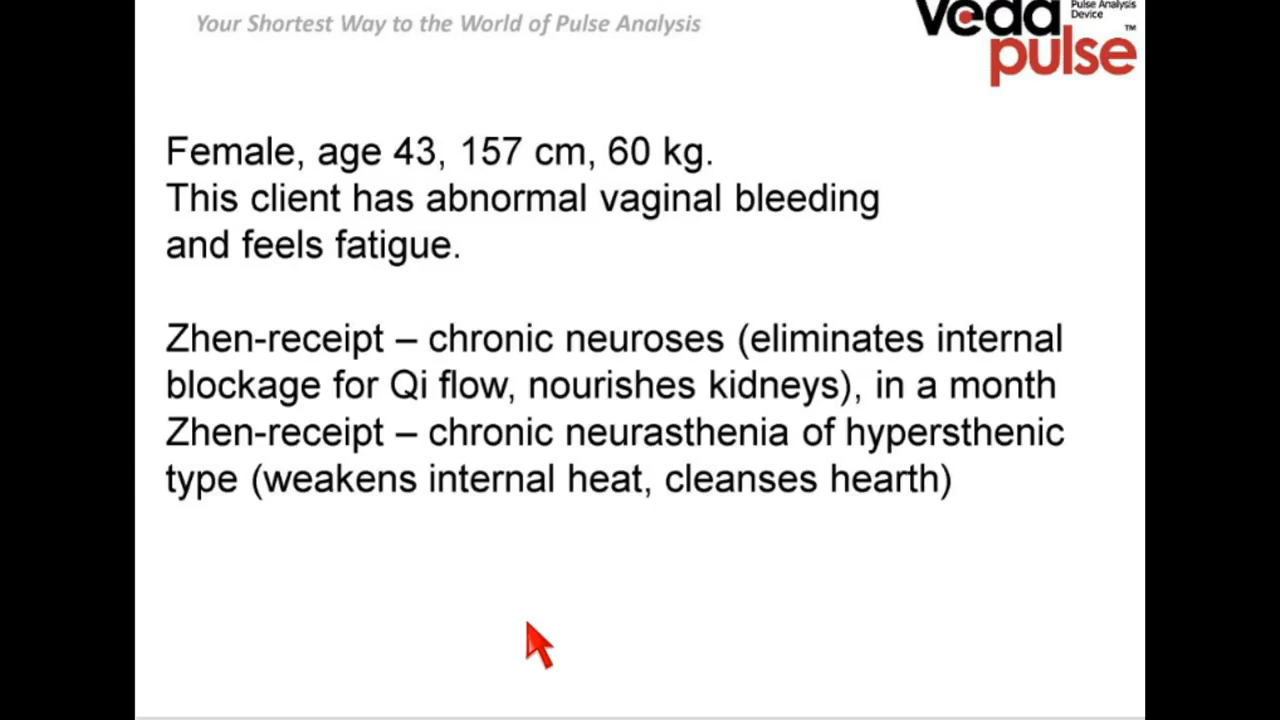 Your Shortest Way to the World of Pulse Analysis
veda
Pulse Analysis
Device
pulse
TM
Female, age 43, 157 cm, 60 kg.
This client has abnormal vaginal bleeding
and feels fatigue.
Zhen-receipt – chronic neuroses (eliminates internal
blockage for Qi flow, nourishes kidneys), in a month
Zhen-receipt – chronic neurasthenia of hypersthenic
type (weakens internal heat, cleanses hearth)